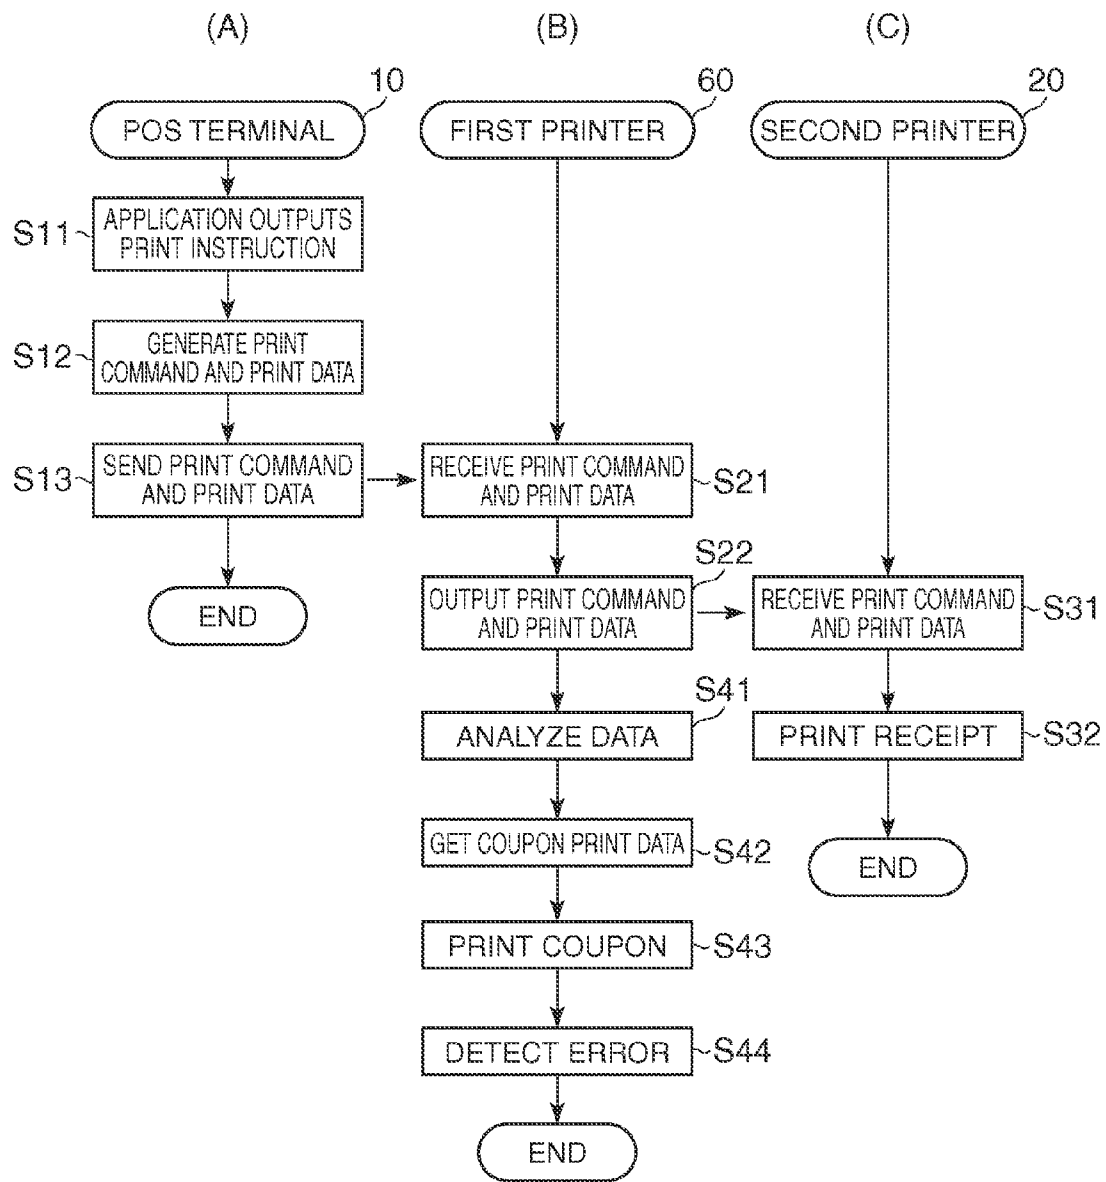 (A)
(B)
(C)
10
60
20
POS TERMINAL
FIRST PRINTER
SECOND PRINTER
S11
APPLICATION OUTPUTS
PRINT INSTRUCTION
S12
GENERATE PRINT
COMMAND AND PRINT DATA
S13
SEND PRINT COMMAND
AND PRINT DATA
RECEIVE PRINT COMMAND
AND PRINT DATA
S21
END
S22
OUTPUT PRINT COMMAND
AND PRINT DATA
RECEIVE PRINT COMMAND
AND PRINT DATA
S31
S41
ANALYZE DATA
PRINT RECEIPT
S32
GET COUPON PRINT DATA
S42
END
PRINT COUPON
S43
DETECT ERROR
S44
END